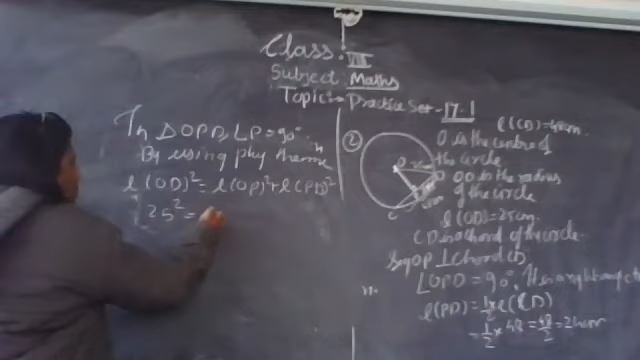 Class:- VIII
Subject Maths
Topic:- Practice Set - 17.1
In △OPD, ∠P = 90°
By using phy theorem
l(OD)² = l(OP)² + l(PD)²
25² =
②
l(CD) = 48cm.
O is the centre of
the circle
OD is the radius
of the circle
l(OD) = 25cm
CD is chord of the circle
seg OP ⊥ chord CD
∠OPD = 90°.
l(PD) = 1/2 × l(CD)
= 1/2 × 48 = 48/2 = 24cm